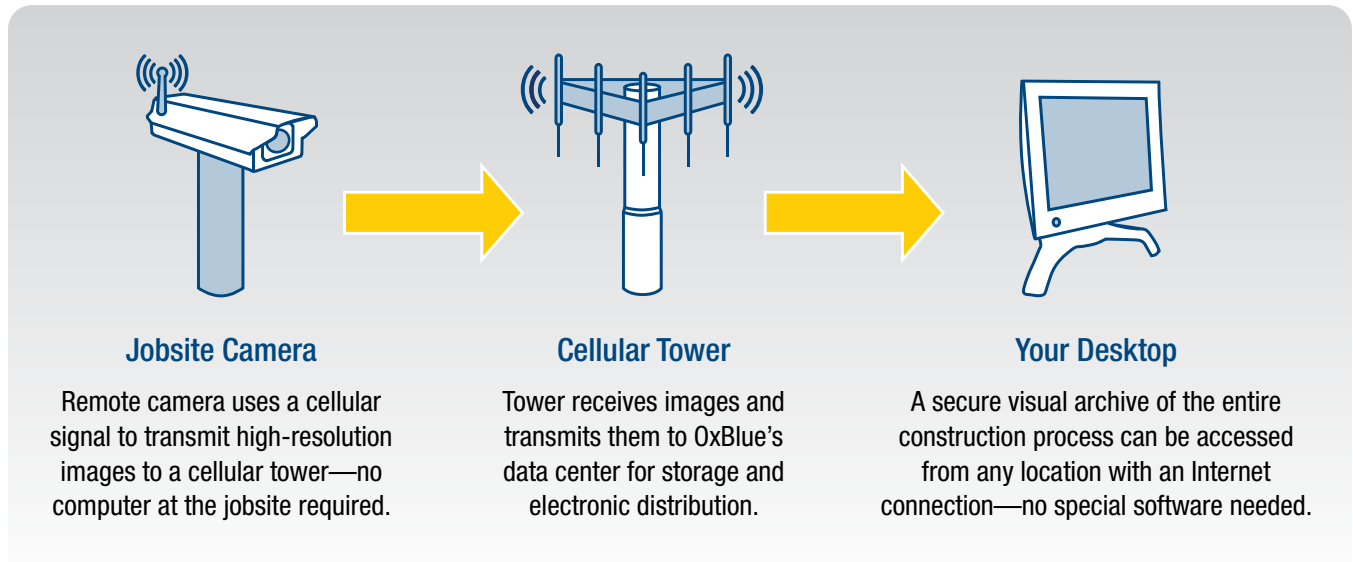 Jobsite Camera
Remote camera uses a cellular
signal to transmit high-resolution
images to a cellular tower—no
computer at the jobsite required.
Cellular Tower
Tower receives images and
transmits them to OxBlue’s
data center for storage and
electronic distribution.
Your Desktop
A secure visual archive of the entire
construction process can be accessed
from any location with an Internet
connection—no special software needed.